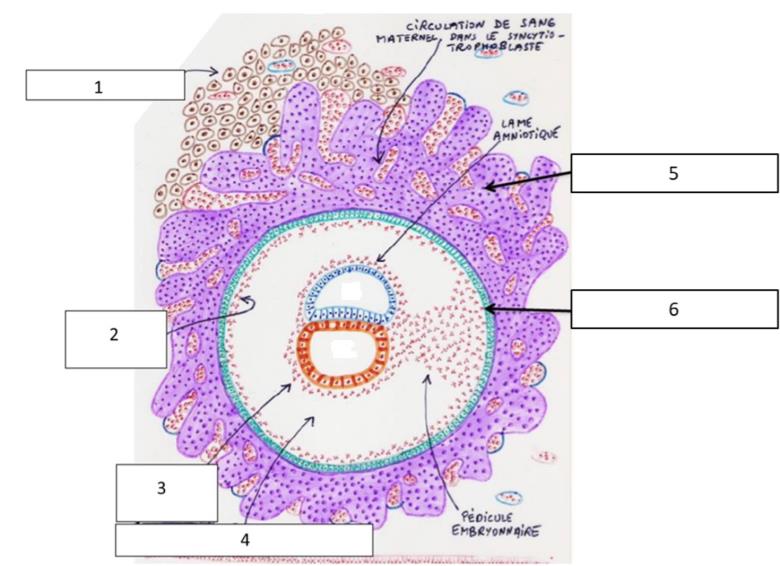 CIRCULATION DE SANG
MATERNEL DANS LE SYNCYTIO-
TROPHOBLASTE
1
LAME
AMNIOTIQUE
5
6
2
3
4
PÉDICULE
EMBRYONNAIRE